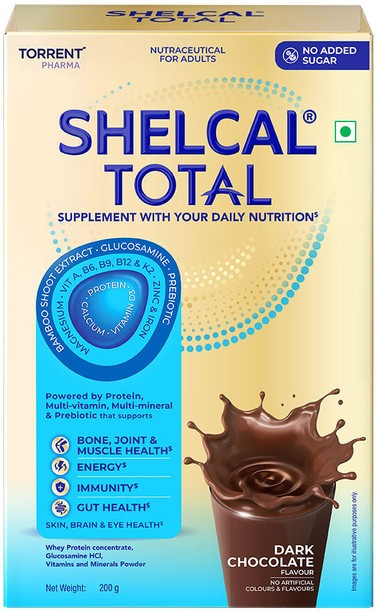 TORRENT
PHARMA
NUTRACEUTICAL
FOR ADULTS
NO ADDED
SUGAR
SHELCAL®
TOTAL
SUPPLEMENT WITH YOUR DAILY NUTRITION$
BAMBOO SHOOT EXTRACT · GLUCOSAMINE · PREBIOTIC
MAGNESIUM · VIT A, B6, B9, B12 & K2 · ZINC & IRON
PROTEIN · CALCIUM · VITAMIN D3
Powered by Protein,
Multi-vitamin, Multi-mineral
& Prebiotic that supports
BONE, JOINT &
MUSCLE HEALTH$
ENERGY$
IMMUNITY$
GUT HEALTH$
SKIN, BRAIN & EYE HEALTH$
Whey Protein concentrate,
Glucosamine HCl,
Vitamins and Minerals Powder
Net Weight: 200 g
DARK
CHOCOLATE
FLAVOUR
NO ARTIFICIAL
COLOURS & FLAVOURS
Images are for illustrative purposes only.